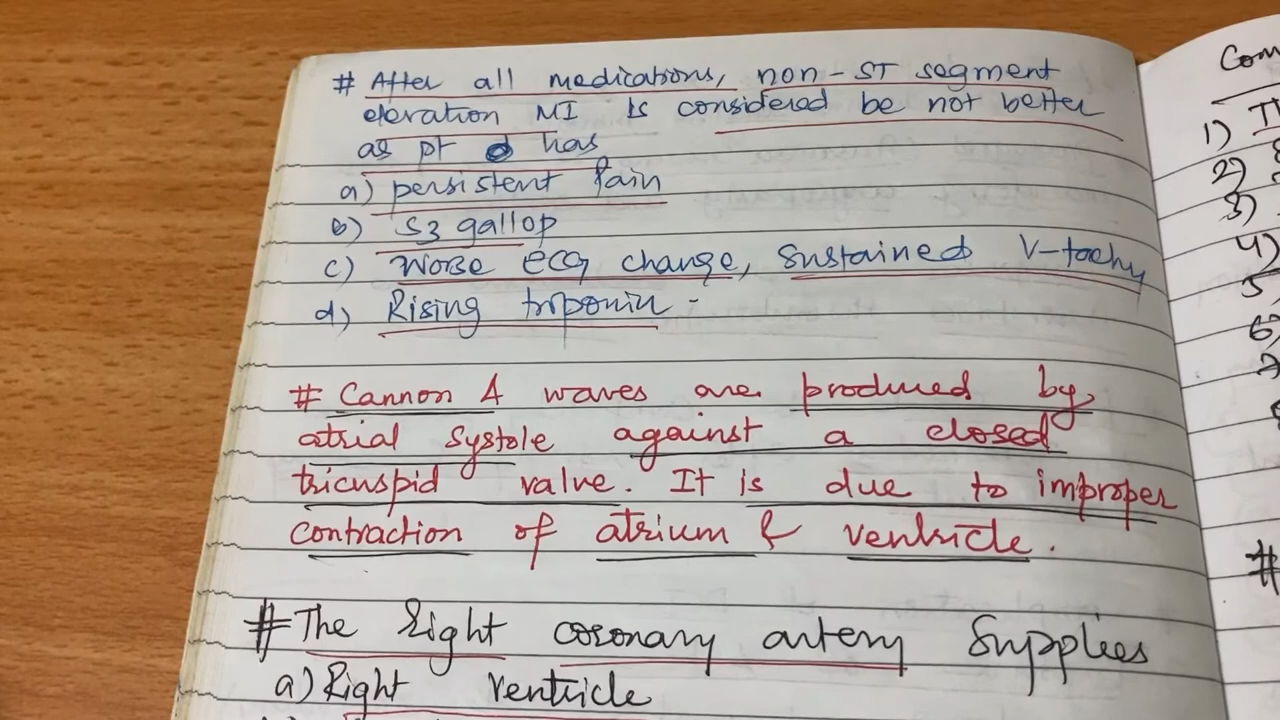 # After all medications, non-ST segment
elevation MI is considered be not better
as pt has
a) persistent Pain
b) S3 gallop
c) Worse ECG change, Sustained V-tachy
d) Rising troponin -
# Cannon A waves are produced by,
atrial systole against a closed
tricuspid valve. It is due to improper
contraction of atrium & ventricle.
# The Right coronary artery Supplies
a) Right ventricle
Com
1)
2)
3)
4)
5)
6)
7
#